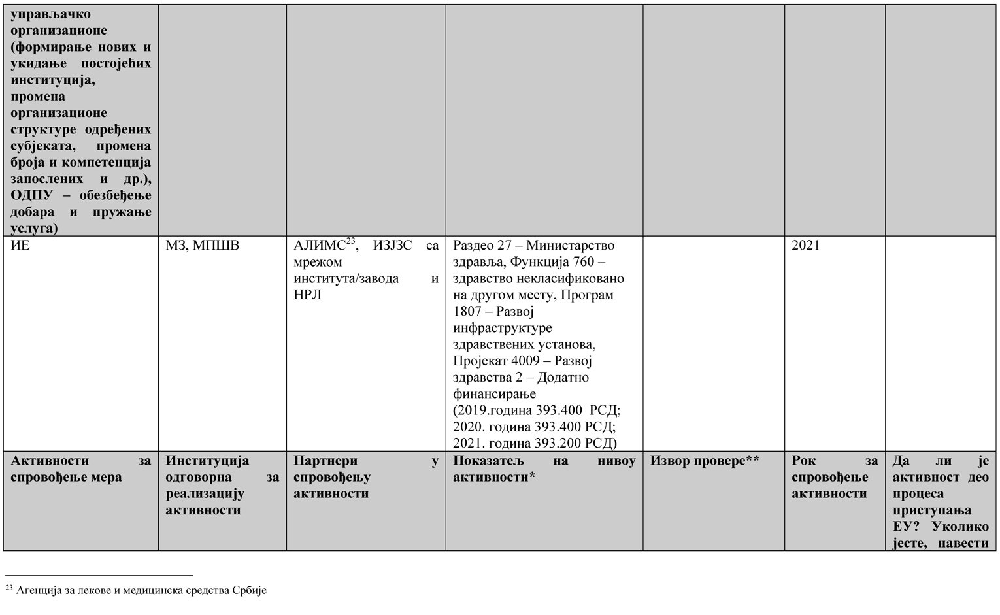 управљачко
организационе
(формирање нових и
укидање постојећих
институција,
промена
организационе
структуре одређених
субјеката, промена
броја и компетенција
запослених и др.),
ОДПУ – обезбеђење
добара и пружање
услуга)
ИЕ
МЗ, МПШВ
АЛИМС23, ИЗЈЗС са
мрежом
института/завода и
НРЛ
Раздео 27 – Министарство
здравља, Функција 760 –
здравство некласификовано
на другом месту, Програм
1807 – Развој
инфраструктуре
здравствених установа,
Пројекат 4009 – Развој
здравства 2 – Додатно
финансирање
(2019.година 393.400 РСД;
2020. година 393.400 РСД;
2021. година 393.200 РСД)
2021
Активности за
спровођење мера
Институција
одговорна за
реализацију
активности
Партнери у
спровођењу
активности
Показатељ на нивоу
активности*
Извор провере**
Рок за
спровођење
активности
Да ли је
активност део
процеса
приступања
ЕУ? Уколико
јесте, навести
23 Агенција за лекове и медицинска средства Србије